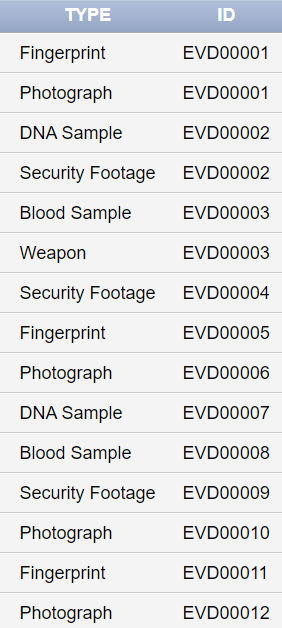 TYPE ID
Fingerprint EVD00001
Photograph EVD00001
DNA Sample EVD00002
Security Footage EVD00002
Blood Sample EVD00003
Weapon EVD00003
Security Footage EVD00004
Fingerprint EVD00005
Photograph EVD00006
DNA Sample EVD00007
Blood Sample EVD00008
Security Footage EVD00009
Photograph EVD00010
Fingerprint EVD00011
Photograph EVD00012